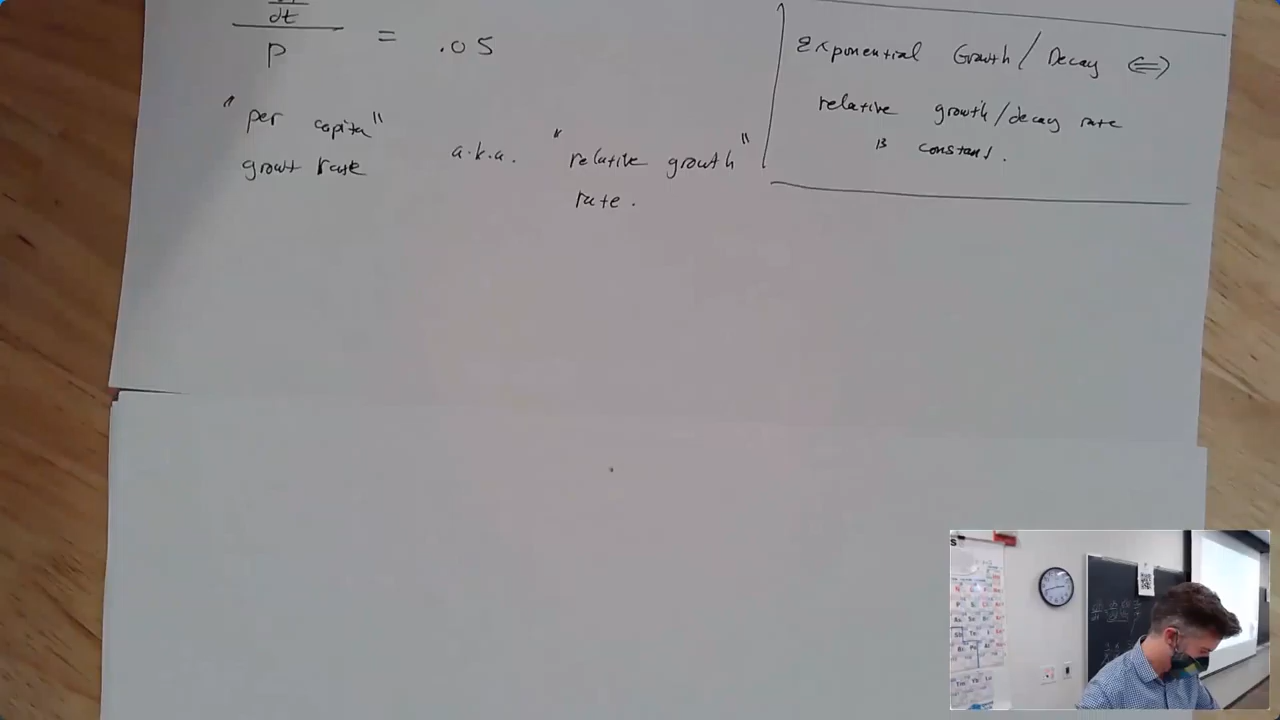 dt
P
= .05
"per capita"
growt rate
a.k.a.
"relative growth"
rate.
Exponential Growth/Decay ⇔
relative growth/decay rate
is constant.